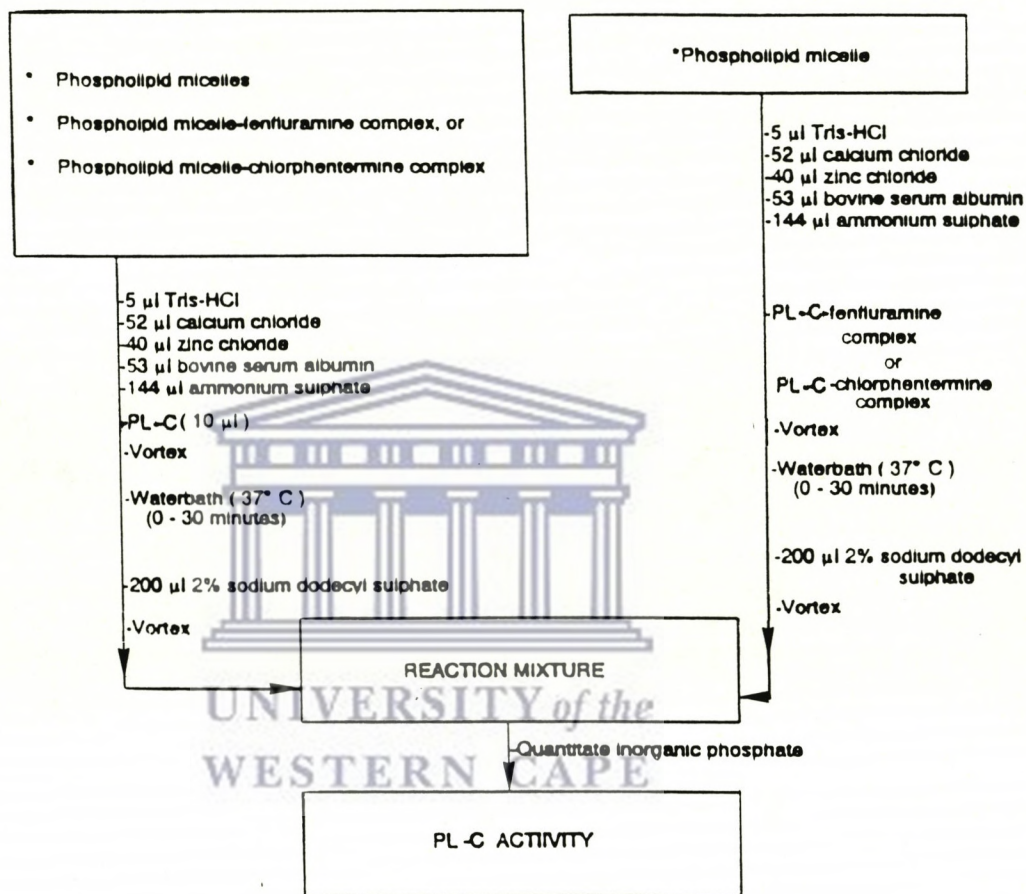 * Phospholipid micelles
* Phospholpid micelle-fenfluramine complex, or
* Phospholipid micelle-chlorphentermine complex
-5 µl Tris-HCl
-52 µl calcium chloride
-40 µl zinc chloride
-53 µl bovine serum albumin
-144 µl ammonium sulphate
-PL-C ( 10 µl )
-Vortex
-Waterbath ( 37° C )
(0 - 30 minutes)
-200 µl 2% sodium dodecyl sulphate
-Vortex
*Phospholipid micelle
-5 µl Tris-HCl
-52 µl calcium chloride
-40 µl zinc chloride
-53 µl bovine serum albumin
-144 µl ammonium sulphate
-PL-C-fenfluramine
complex
or
PL-C-chlorphentermine
complex
-Vortex
-Waterbath ( 37° C )
(0 - 30 minutes)
-200 µl 2% sodium dodecyl
sulphate
-Vortex
REACTION MIXTURE
UNIVERSITY of the
-Quantitate inorganic phosphate
WESTERN CAPE
PL-C ACTIVITY